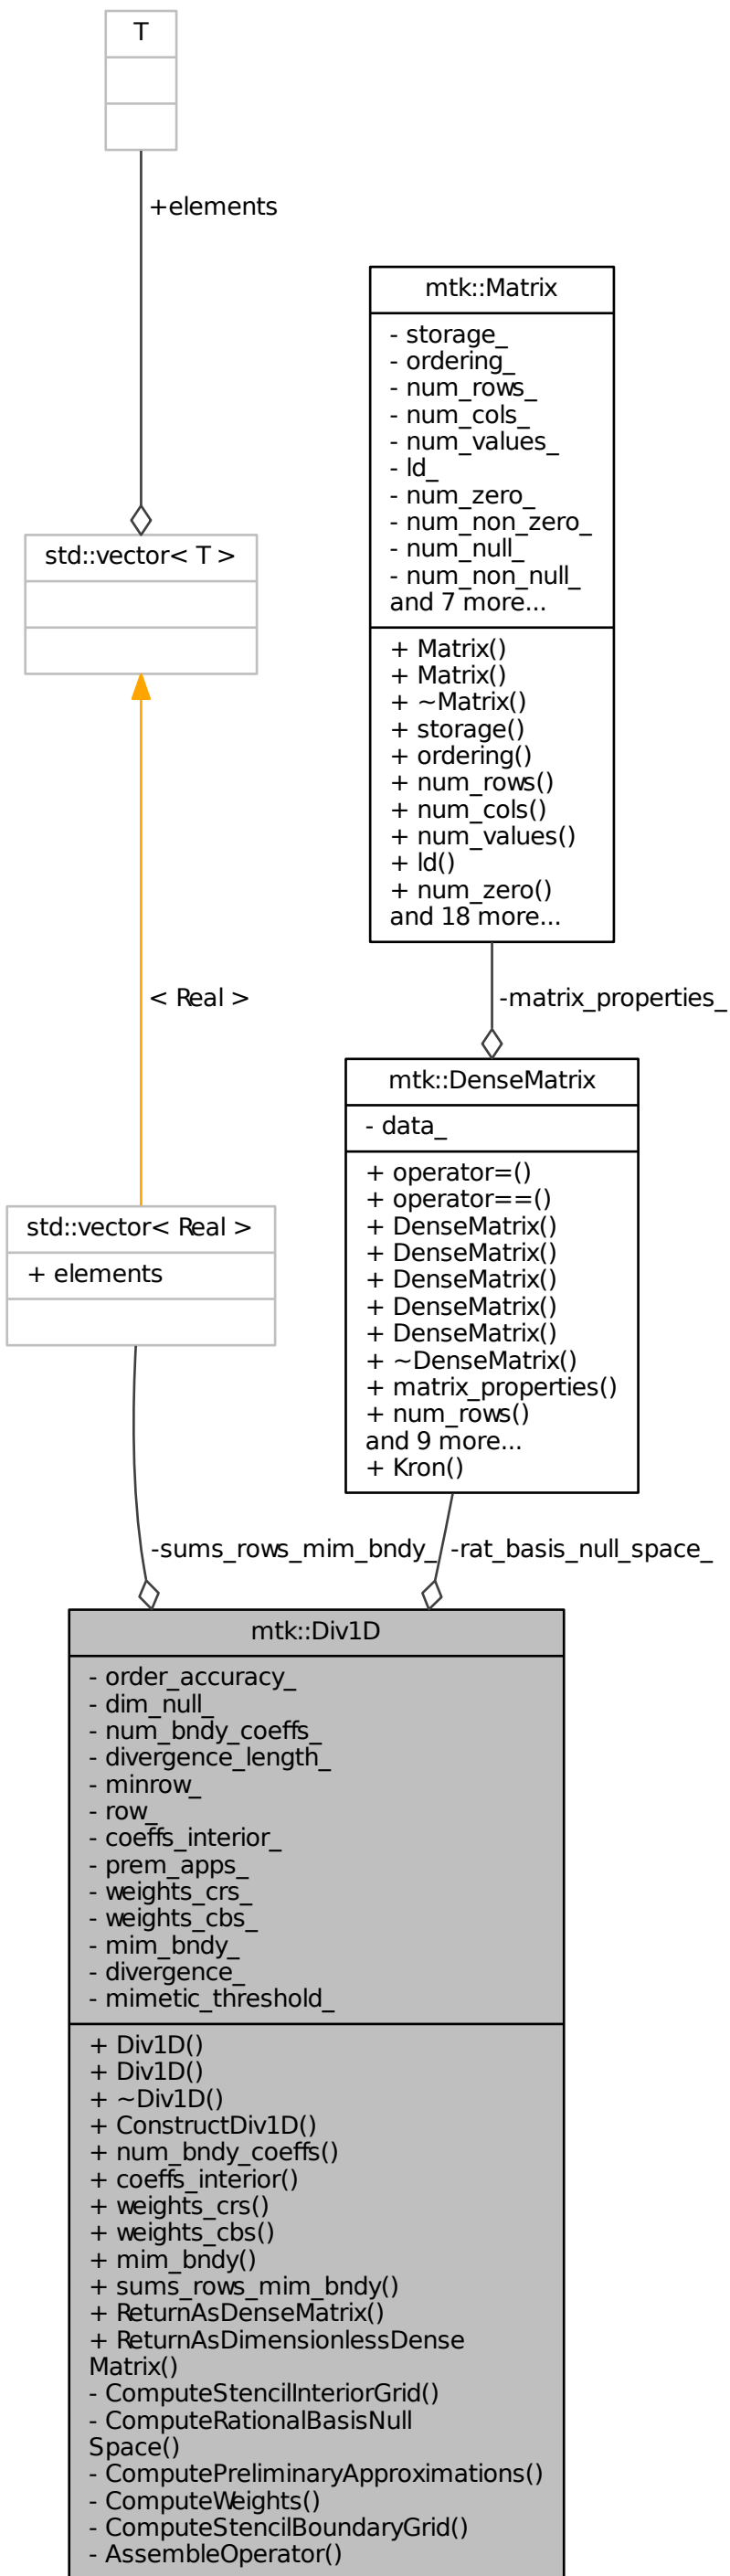 T
+elements
mtk::Matrix
- storage_
- ordering_
- num_rows_
- num_cols_
- num_values_
- ld_
- num_zero_
- num_non_zero_
- num_null_
- num_non_null_
and 7 more...
+ Matrix()
+ Matrix()
+ ~Matrix()
+ storage()
+ ordering()
+ num_rows()
+ num_cols()
+ num_values()
+ ld()
+ num_zero()
and 18 more...
std::vector< T >
< Real >
-matrix_properties_
mtk::DenseMatrix
- data_
+ operator=()
+ operator==()
+ DenseMatrix()
+ DenseMatrix()
+ DenseMatrix()
+ DenseMatrix()
+ DenseMatrix()
+ ~DenseMatrix()
+ matrix_properties()
+ num_rows()
and 9 more...
+ Kron()
std::vector< Real >
+ elements
-sums_rows_mim_bndy_
-rat_basis_null_space_
mtk::Div1D
- order_accuracy_
- dim_null_
- num_bndy_coeffs_
- divergence_length_
- minrow_
- row_
- coeffs_interior_
- prem_apps_
- weights_crs_
- weights_cbs_
- mim_bndy_
- divergence_
- mimetic_threshold_
+ Div1D()
+ Div1D()
+ ~Div1D()
+ ConstructDiv1D()
+ num_bndy_coeffs()
+ coeffs_interior()
+ weights_crs()
+ weights_cbs()
+ mim_bndy()
+ sums_rows_mim_bndy()
+ ReturnAsDenseMatrix()
+ ReturnAsDimensionlessDense
Matrix()
- ComputeStencilInteriorGrid()
- ComputeRationalBasisNull
Space()
- ComputePreliminaryApproximations()
- ComputeWeights()
- ComputeStencilBoundaryGrid()
- AssembleOperator()